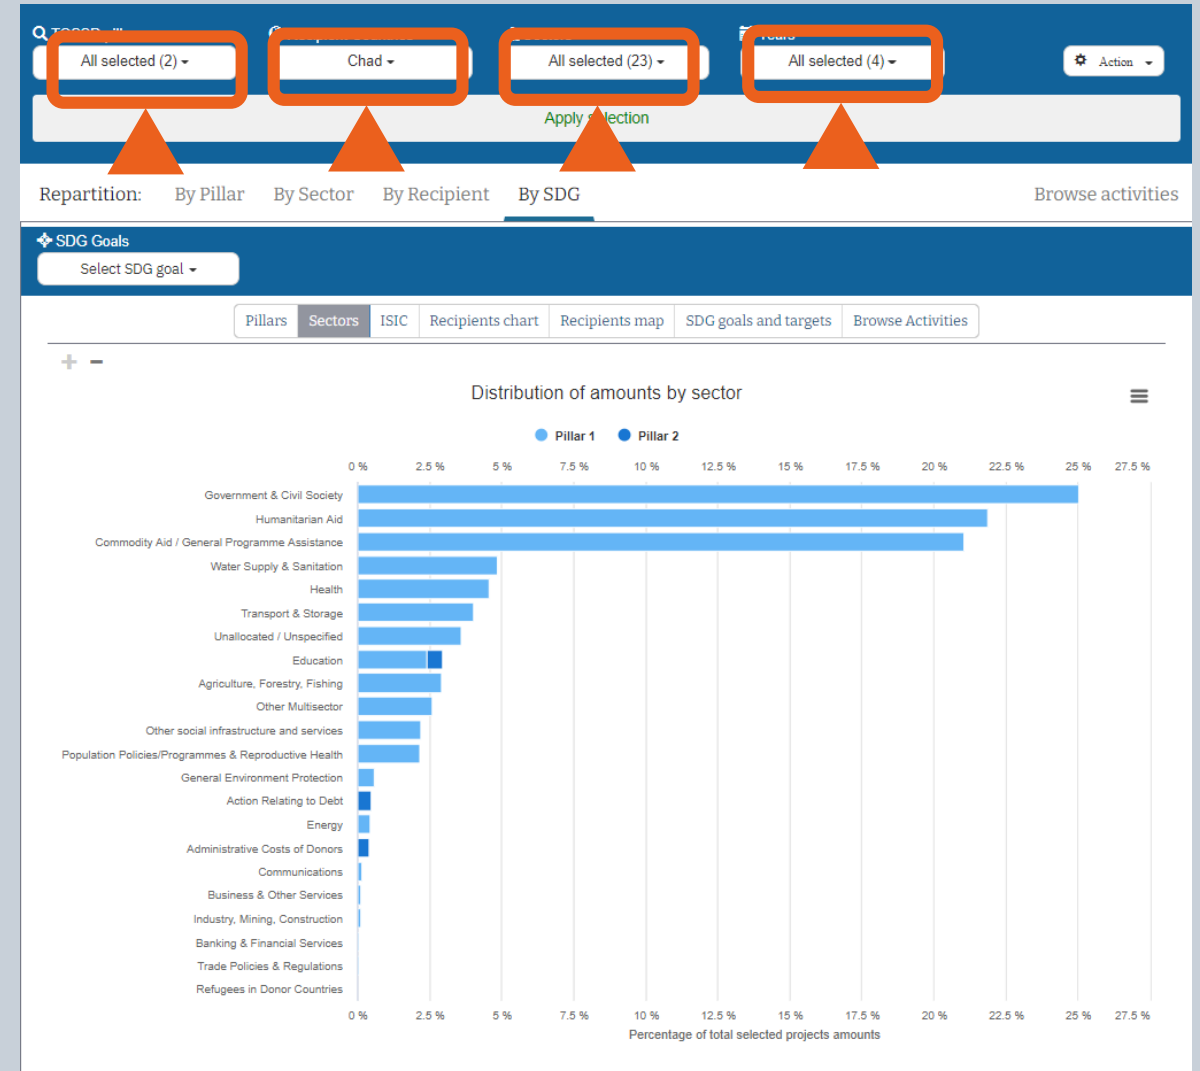 All selected (2)
Chad
All selected (23)
Years
All selected (4)
Action
Apply selection
Repartition: By Pillar By Sector By Recipient By SDG Browse activities
SDG Goals
Select SDG goal
Pillars Sectors ISIC Recipients chart Recipients map SDG goals and targets Browse Activities
Distribution of amounts by sector
Pillar 1 Pillar 2
0 % 2.5 % 5 % 7.5 % 10 % 12.5 % 15 % 17.5 % 20 % 22.5 % 25 % 27.5 %
Government & Civil Society
Humanitarian Aid
Commodity Aid / General Programme Assistance
Water Supply & Sanitation
Health
Transport & Storage
Unallocated / Unspecified
Education
Agriculture, Forestry, Fishing
Other Multisector
Other social infrastructure and services
Population Policies/Programmes & Reproductive Health
General Environment Protection
Action Relating to Debt
Energy
Administrative Costs of Donors
Communications
Business & Other Services
Industry, Mining, Construction
Banking & Financial Services
Trade Policies & Regulations
Refugees in Donor Countries
0 % 2.5 % 5 % 7.5 % 10 % 12.5 % 15 % 17.5 % 20 % 22.5 % 25 % 27.5 %
Percentage of total selected projects amounts